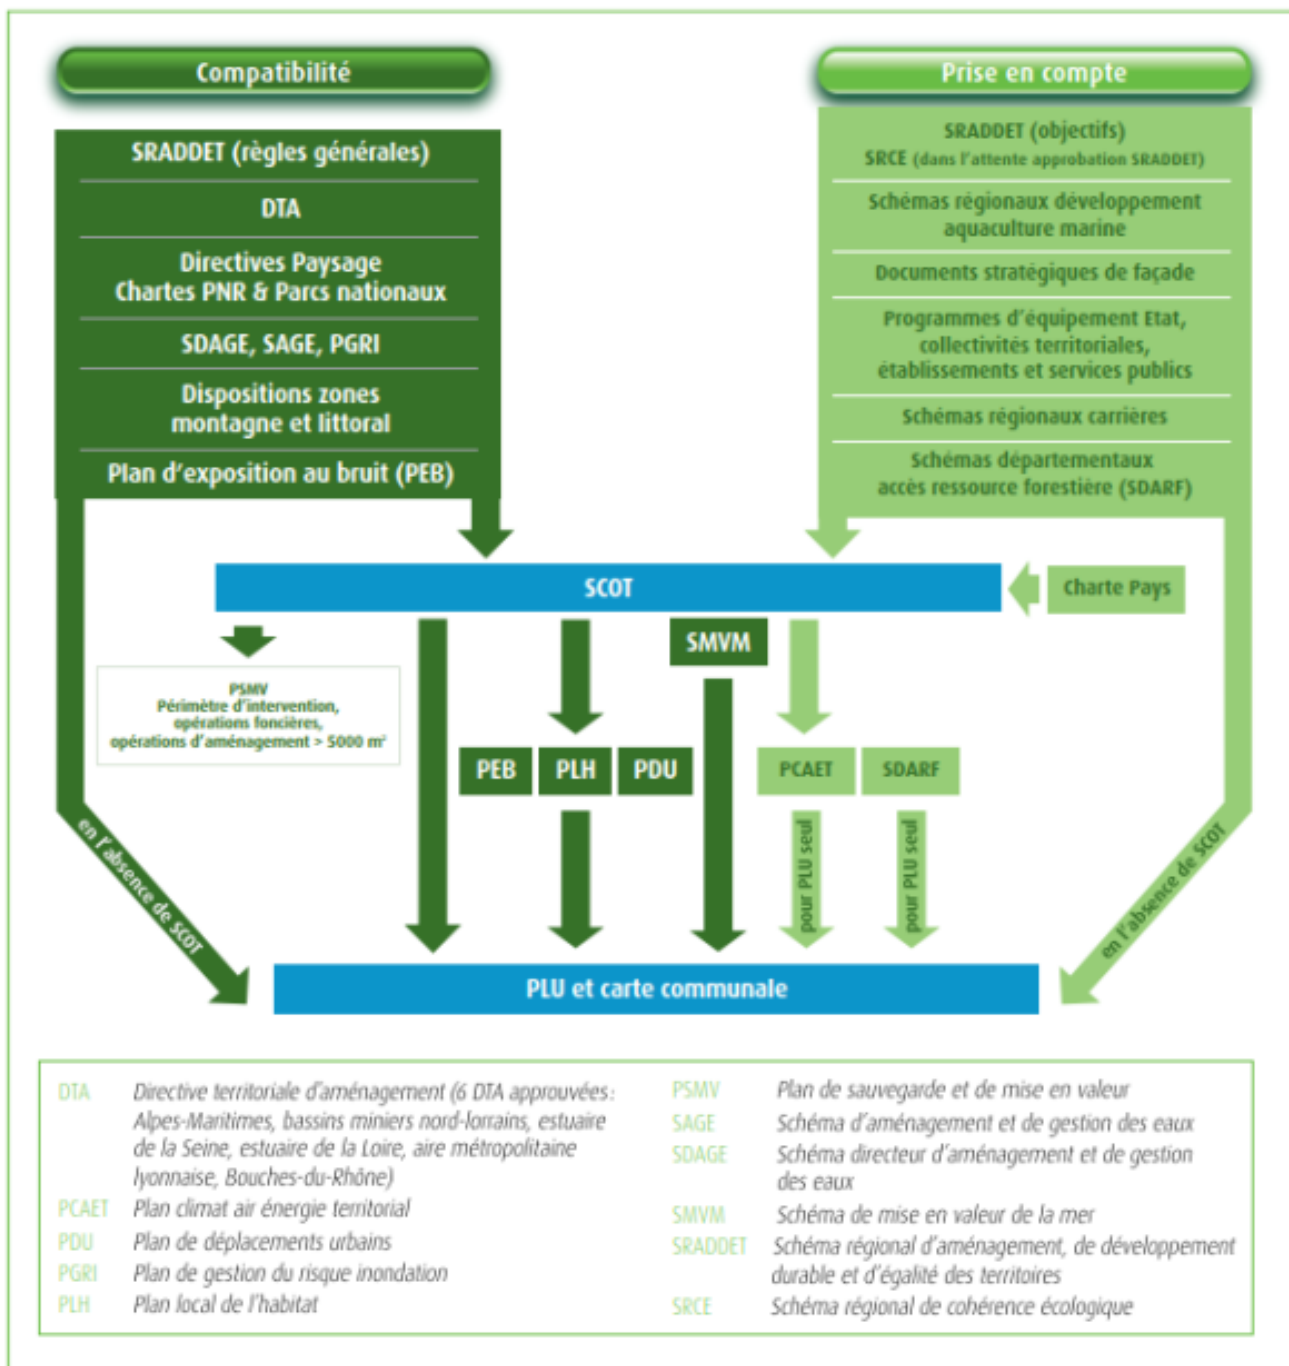 Compatibilité
SRADDET (règles générales)
DTA
Directives Paysage
Chartes PNR & Parcs nationaux
SDAGE, SAGE, PGRI
Dispositions zones
montagne et littoral
Plan d'exposition au bruit (PEB)
Prise en compte
SRADDET (objectifs)
SRCE (dans l'attente approbation SRADDET)
Schémas régionaux développement
aquaculture marine
Documents stratégiques de façade
Programmes d'équipement Etat,
collectivités territoriales,
établissements et services publics
Schémas régionaux carrières
Schémas départementaux
accès ressource forestière (SDARF)
SCOT
Charte Pays
SMVM
PSMV
Périmètre d'intervention,
opérations foncières,
opérations d'aménagement > 5000 m²
PEB
PLH
PDU
PCAET
SDARF
pour PLU seul
pour PLU seul
en l'absence de SCOT
en l'absence de SCOT
PLU et carte communale
DTA Directive territoriale d'aménagement (6 DTA approuvées :
Alpes-Maritimes, bassins miniers nord-lorrains, estuaire
de la Seine, estuaire de la Loire, aire métropolitaine
lyonnaise, Bouches-du-Rhône)
PCAET Plan climat air énergie territorial
PDU Plan de déplacements urbains
PGRI Plan de gestion du risque inondation
PLH Plan local de l'habitat
PSMV Plan de sauvegarde et de mise en valeur
SAGE Schéma d'aménagement et de gestion des eaux
SDAGE Schéma directeur d'aménagement et de gestion
des eaux
SMVM Schéma de mise en valeur de la mer
SRADDET Schéma régional d'aménagement, de développement
durable et d'égalité des territoires
SRCE Schéma régional de cohérence écologique